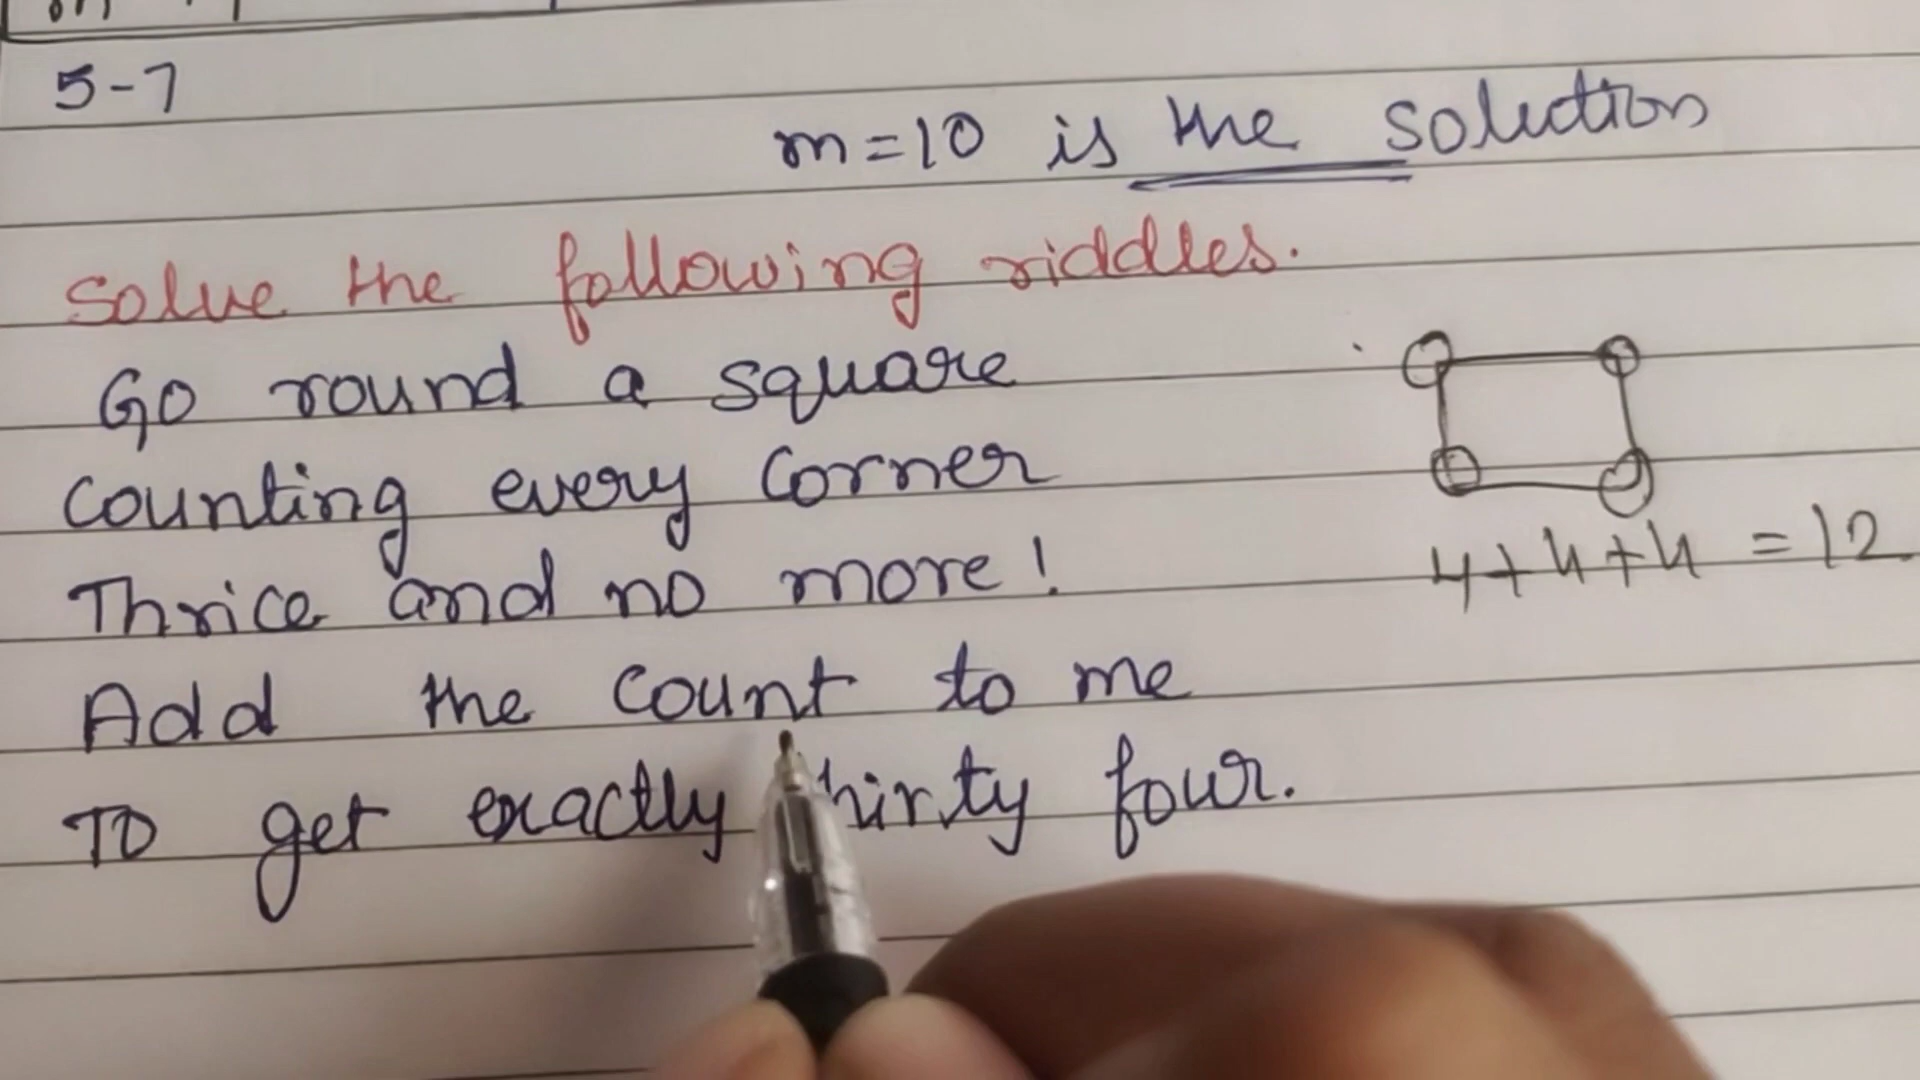 5-7
m=10 is the solution
Solve the following riddles.
Go round a square
Counting every corner
Thrice and no more!
4+4+4 = 12
Add the count to me
To get exactly thirty four.